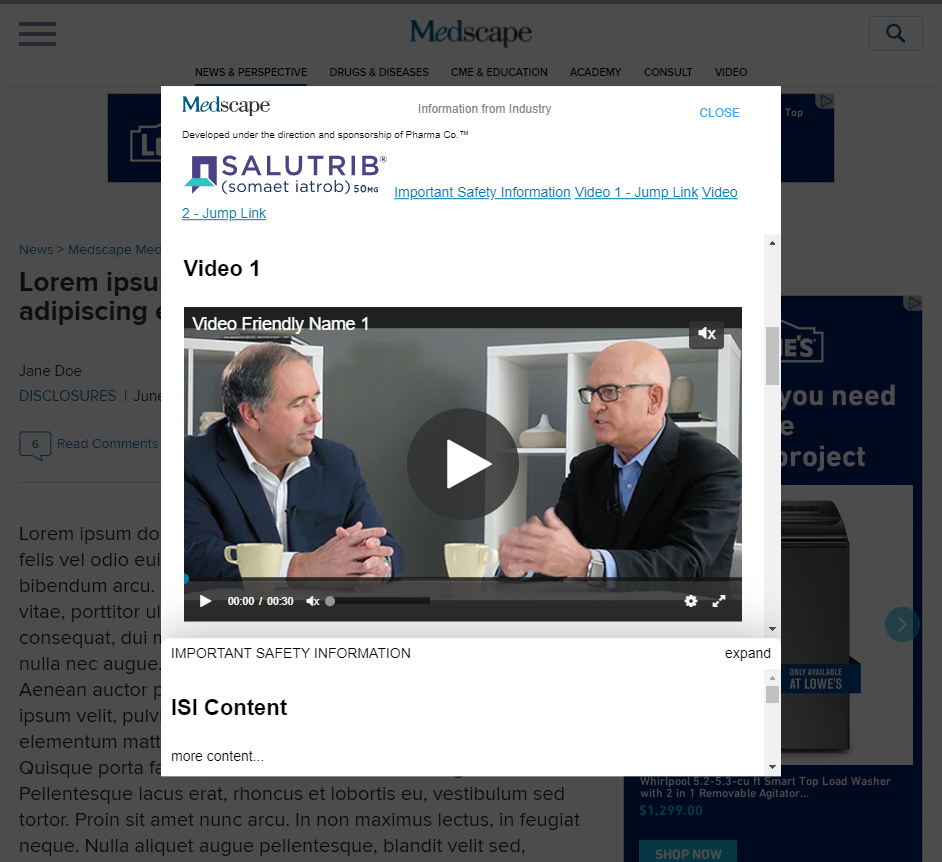 Medscape
NEWS & PERSPECTIVE DRUGS & DISEASES CME & EDUCATION ACADEMY CONSULT VIDEO
Medscape Information from Industry CLOSE
Developed under the direction and sponsorship of Pharma Co.™
SALUTRIB®
(somaet iatrob) 50MG
Important Safety Information Video 1 - Jump Link Video
2 - Jump Link
Top
Lo
News > Medscape Med
Lorem ipsu
adipiscing e
Jane Doe
DISCLOSURES | June
6 Read Comments
Video 1
Video Friendly Name 1
00:00 / 00:30
E'S
you need
e
project
Lorem ipsum do
felis vel odio eui
bibendum arcu.
vitae, porttitor ul
consequat, dui m
nulla nec augue.
Aenean auctor p
ipsum velit, pulvi
elementum matt
Quisque porta fa
Pellentesque lacus erat, rhoncus et lobortis eu, vestibulum sed
tortor. Proin sit amet nunc arcu. In non maximus lectus, in feugiat
neque. Nulla aliquet augue pellentesque, blandit velit sed,
IMPORTANT SAFETY INFORMATION expand
ISI Content
more content...
ONLY AVAILABLE
AT LOWE'S
Whirlpool 5.2-5.3-cu ft Smart Top Load Washer
with 2 in 1 Removable Agitator...
$1,299.00
SHOP NOW